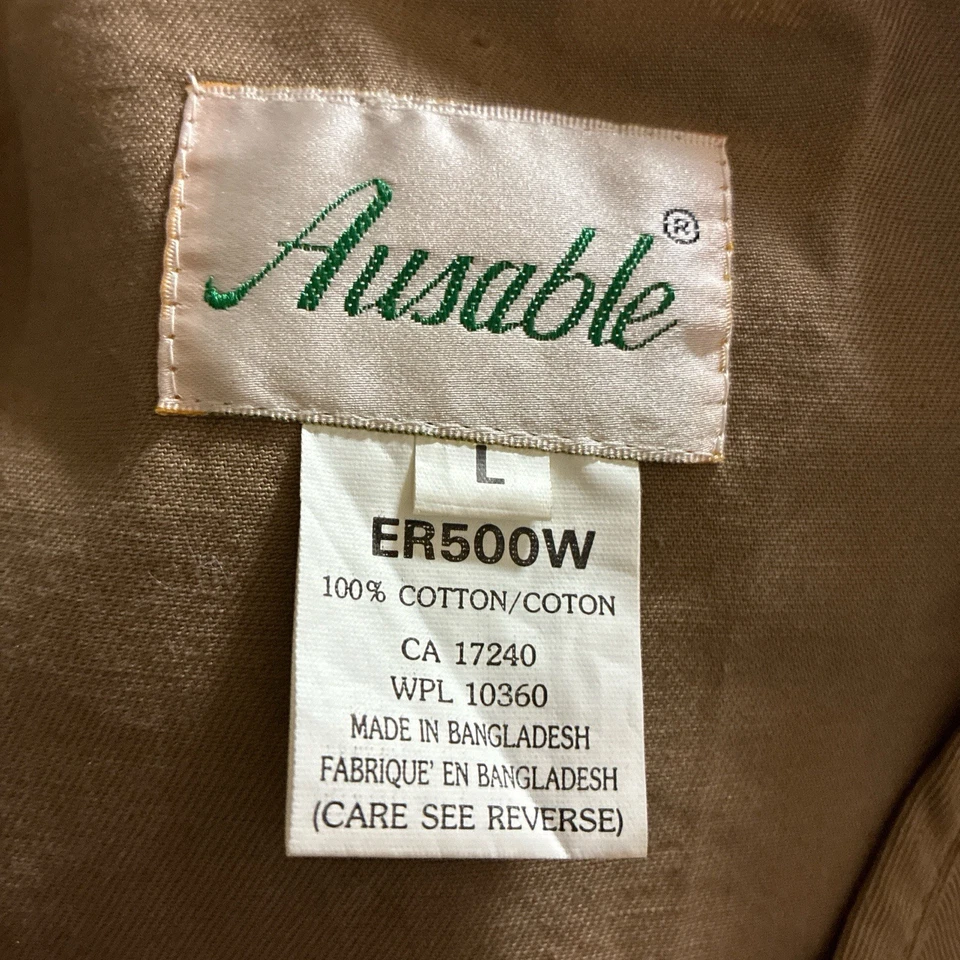 Ausable®
L
ER500W
100% COTTON/COTON
CA 17240
WPL 10360
MADE IN BANGLADESH
FABRIQUE' EN BANGLADESH
(CARE SEE REVERSE)